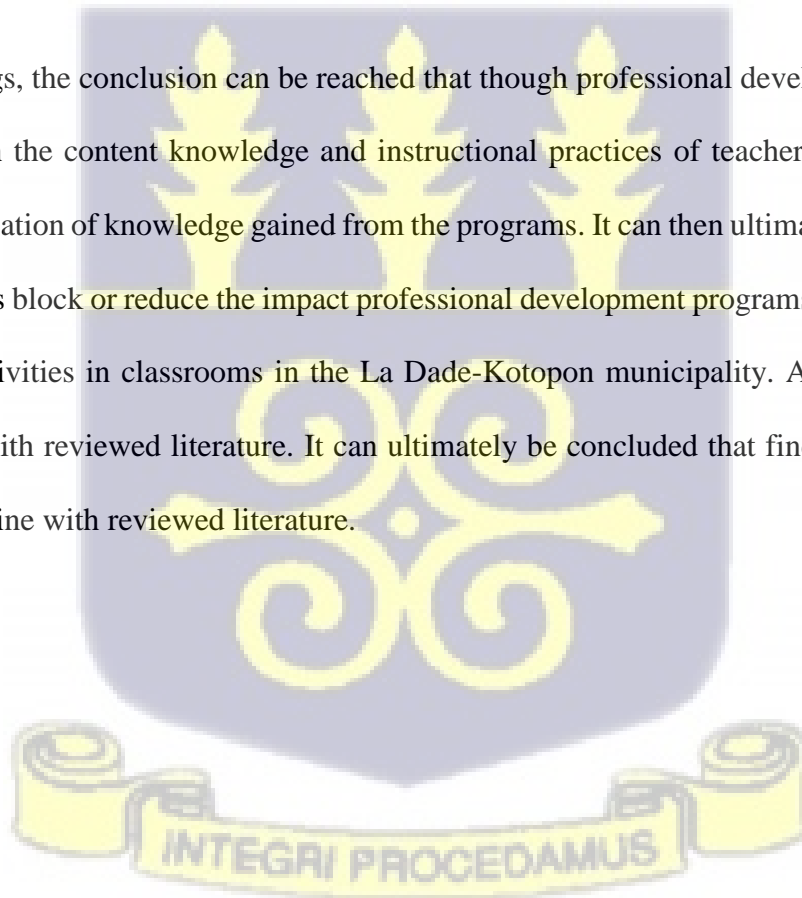 gs, the conclusion can be reached that though professional devel
the content knowledge and instructional practices of teacher
ation of knowledge gained from the programs. It can then ultima
s block or reduce the impact professional development programs
ivities in classrooms in the La Dade-Kotopon municipality. A
ith reviewed literature. It can ultimately be concluded that fin
ine with reviewed literature.
INTEGRI PROCEDAMUS